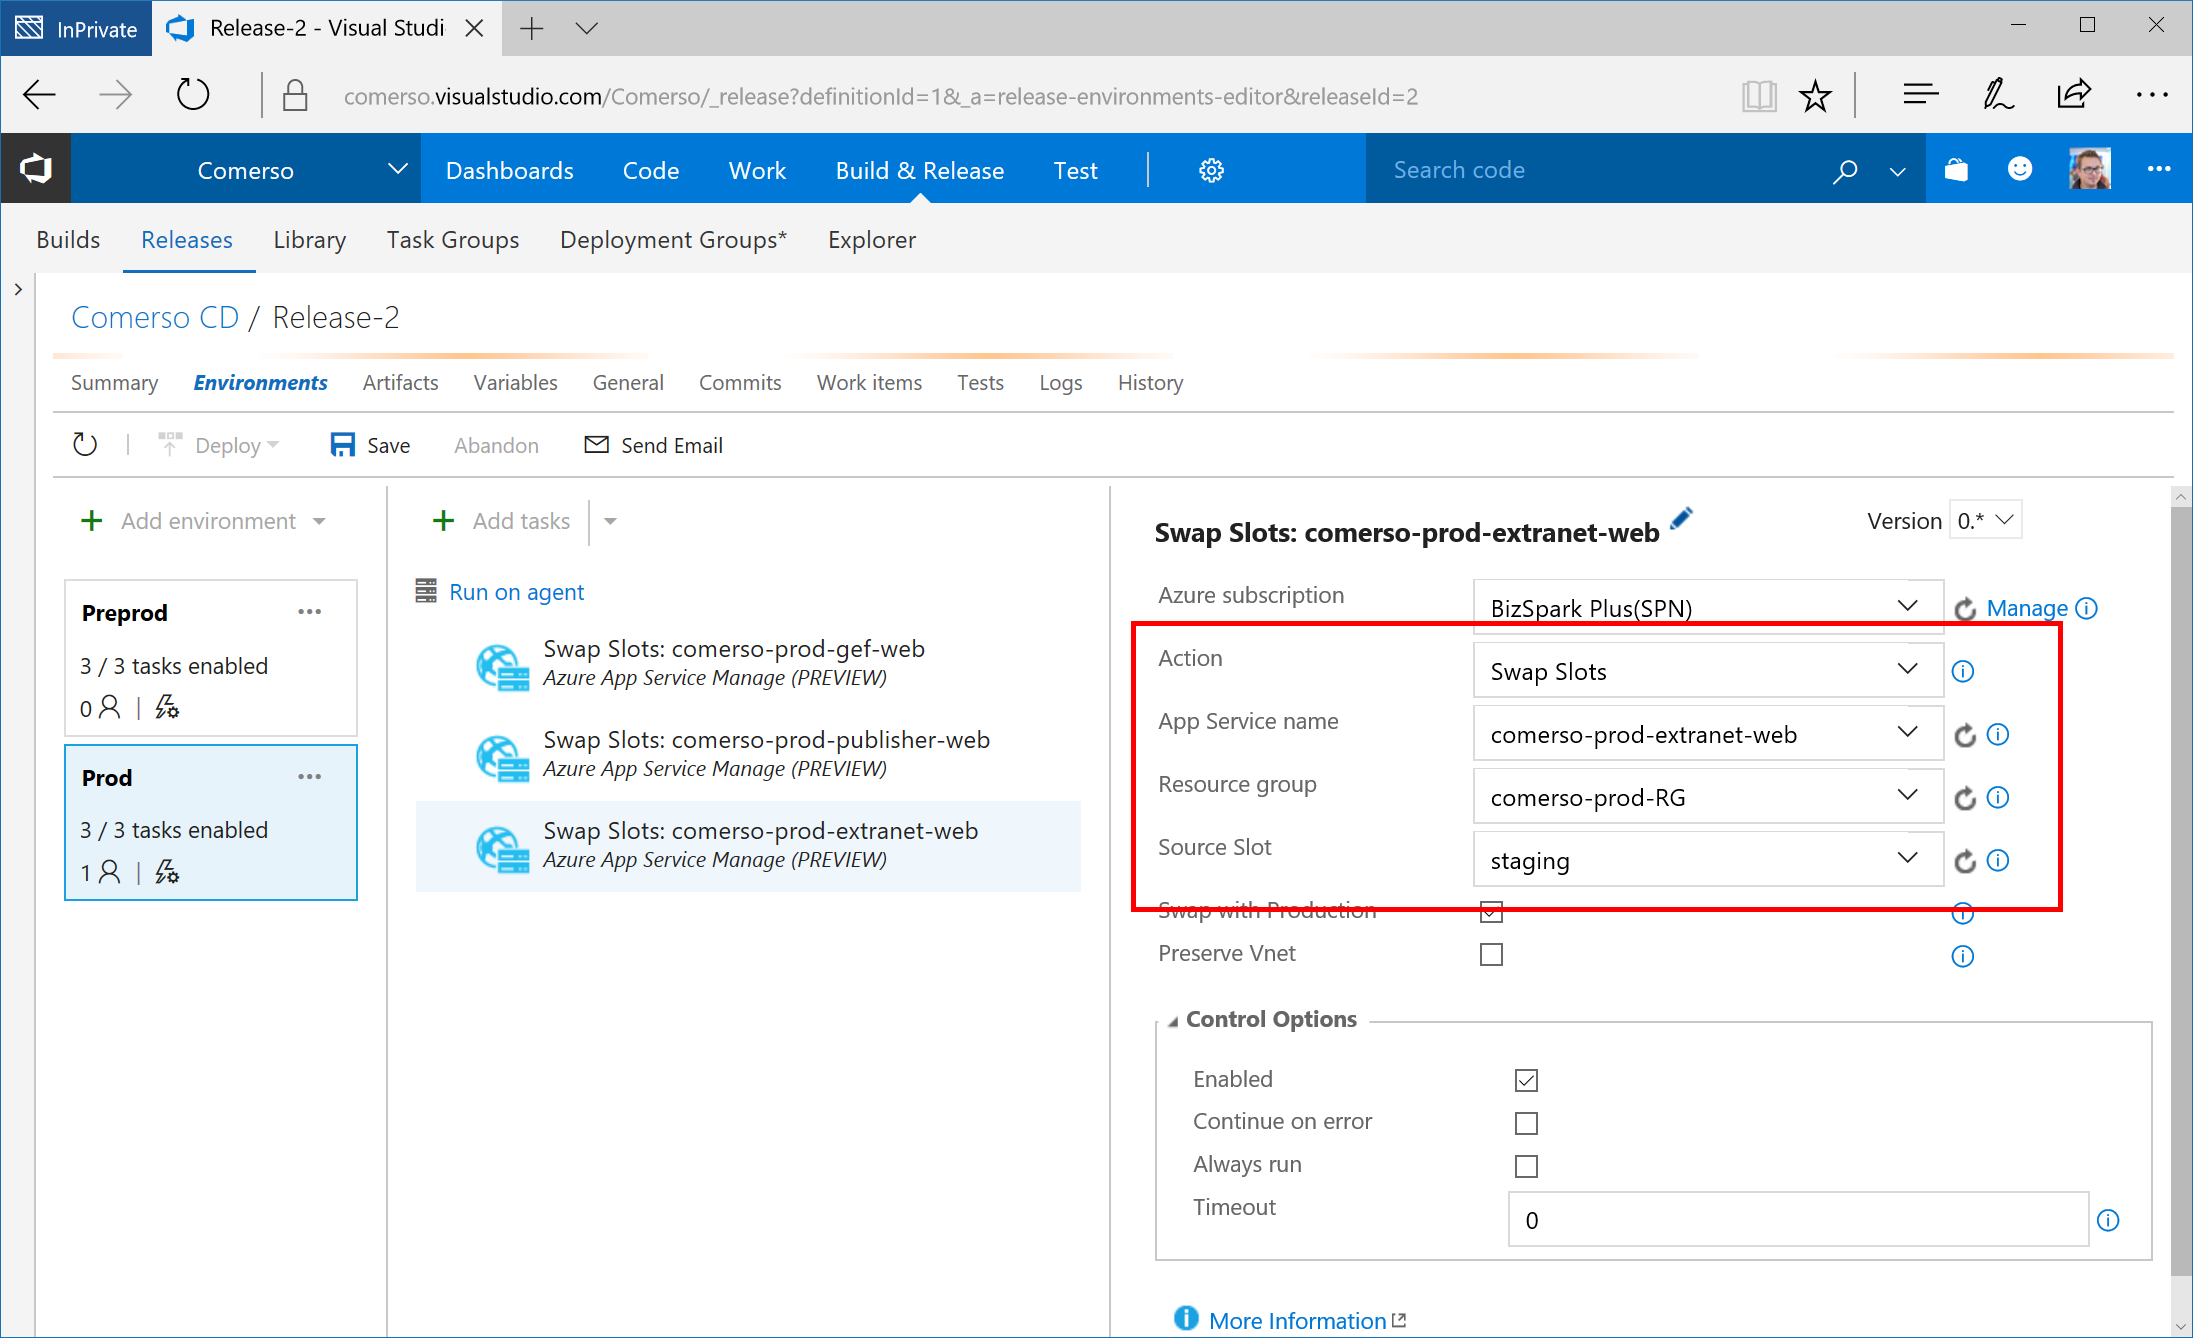 InPrivate
Release-2 - Visual Studi
comerso.visualstudio.com/Comerso/_release?definitionId=1&_a=release-environments-editor&releaseId=2
Comerso
Dashboards Code Work Build & Release Test
Search code
Builds Releases Library Task Groups Deployment Groups* Explorer
Comerso CD / Release-2
Summary Environments Artifacts Variables General Commits Work items Tests Logs History
Deploy Save Abandon Send Email
Add environment
Preprod
3 / 3 tasks enabled
0
Prod
3 / 3 tasks enabled
1
Add tasks
Run on agent
Swap Slots: comerso-prod-gef-web
Azure App Service Manage (PREVIEW)
Swap Slots: comerso-prod-publisher-web
Azure App Service Manage (PREVIEW)
Swap Slots: comerso-prod-extranet-web
Azure App Service Manage (PREVIEW)
Swap Slots: comerso-prod-extranet-web
Version 0.*
Azure subscription BizSpark Plus(SPN) Manage
Action Swap Slots
App Service name comerso-prod-extranet-web
Resource group comerso-prod-RG
Source Slot staging
Swap with Production
Preserve Vnet
Control Options
Enabled
Continue on error
Always run
Timeout 0
More Information